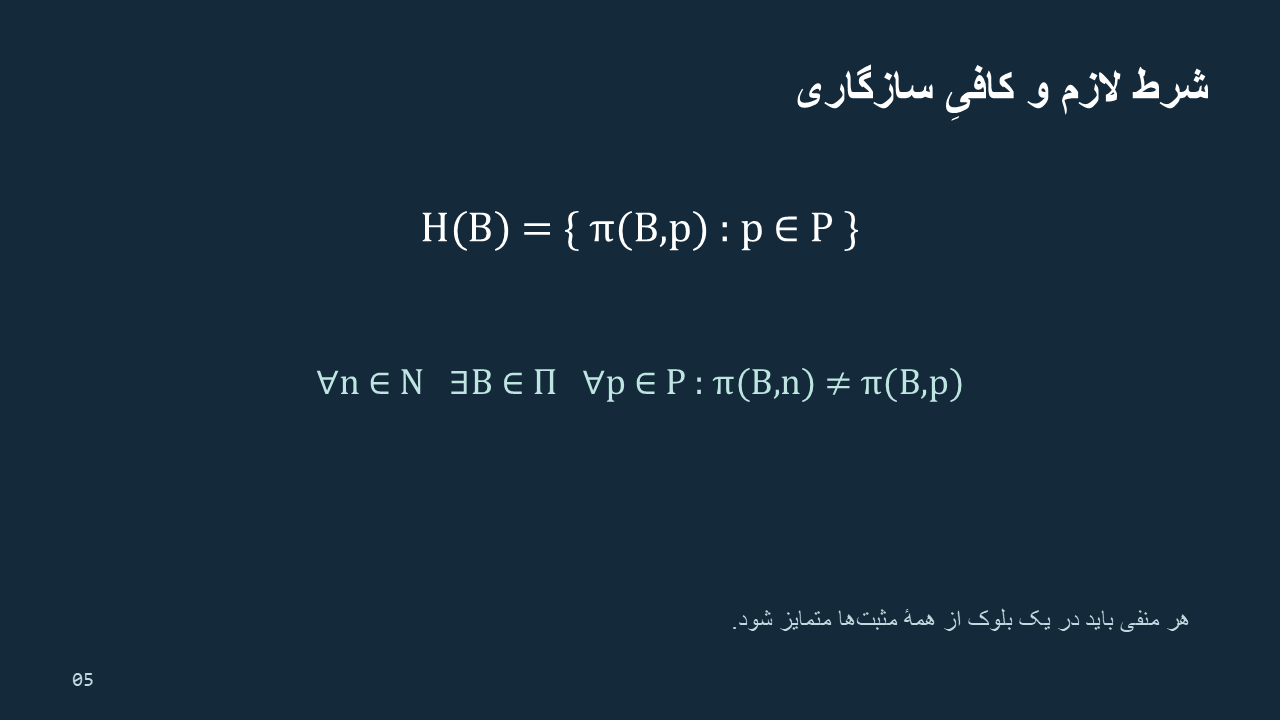 شرط لازم و کافیِ سازگاری
H(B) = { π(B,p) : p ∈ P }
∀n ∈ N ∃B ∈ Π ∀p ∈ P : π(B,n) ≠ π(B,p)
هر منفی باید در یک بلوک از همهٔ مثبت‌ها متمایز شود.
05